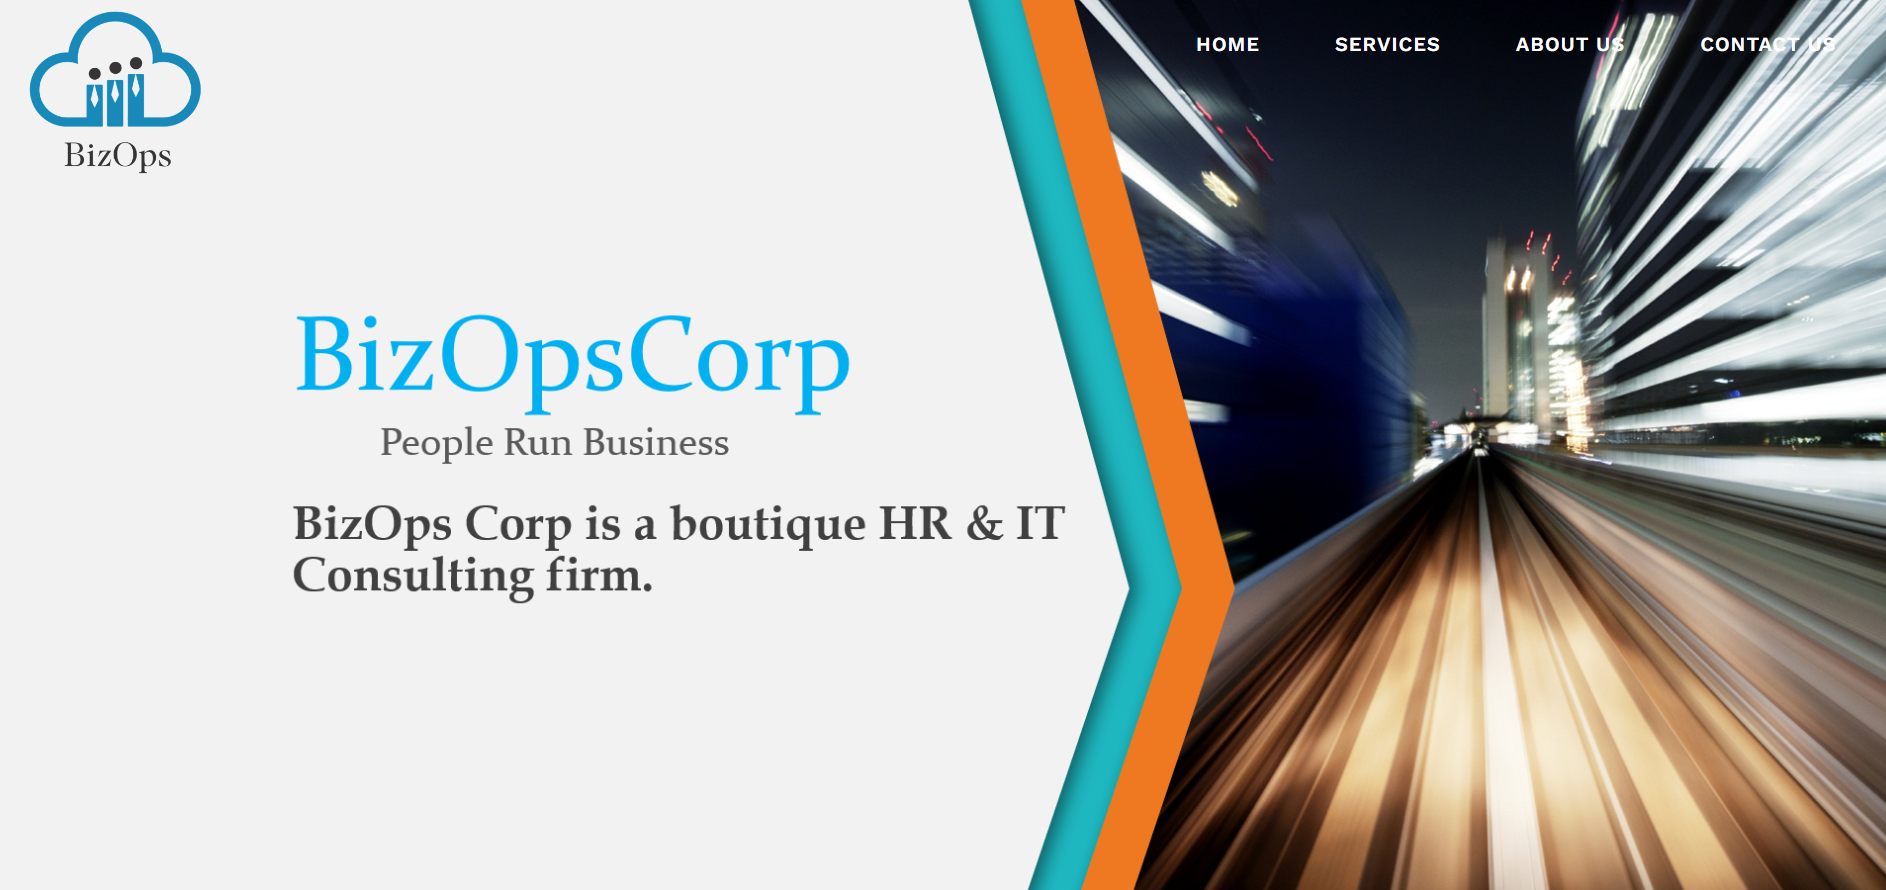 HOME SERVICES ABOUT US CONTACT US
BizOps
BizOpsCorp
People Run Business
BizOps Corp is a boutique HR & IT
Consulting firm.